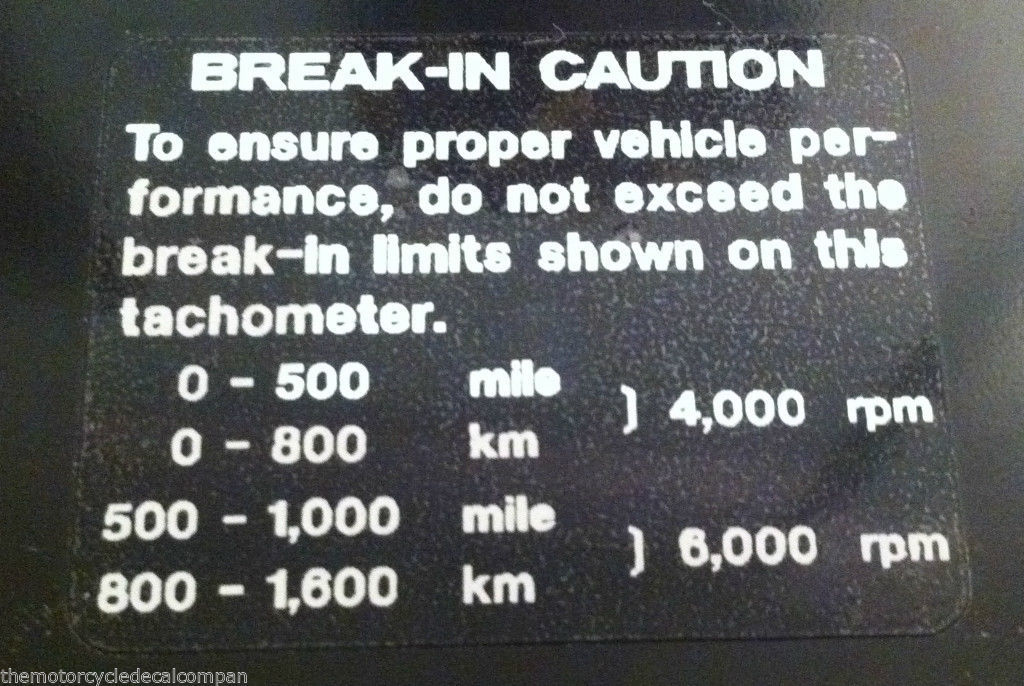 BREAK-IN CAUTION
To ensure proper vehicle per-
formance, do not exceed the
break-in limits shown on this
tachometer.
0 - 500 mile
} 4,000 rpm
0 - 800 km
500 - 1,000 mile
} 6,000 rpm
800 - 1,600 km
themotorcycledecalcompan